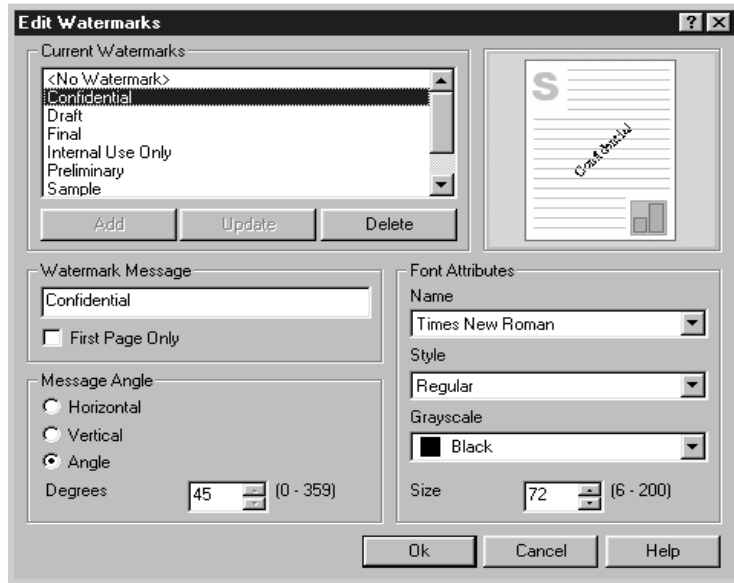 Edit Watermarks
Current Watermarks
<No Watermark>
Confidential
Draft
Final
Internal Use Only
Preliminary
Sample
Add Update Delete
S
Confidential
Watermark Message
Confidential
First Page Only
Message Angle
Horizontal
Vertical
Angle
Degrees 45 (0 - 359)
Font Attributes
Name
Times New Roman
Style
Regular
Grayscale
Black
Size 72 (6 - 200)
Ok Cancel Help